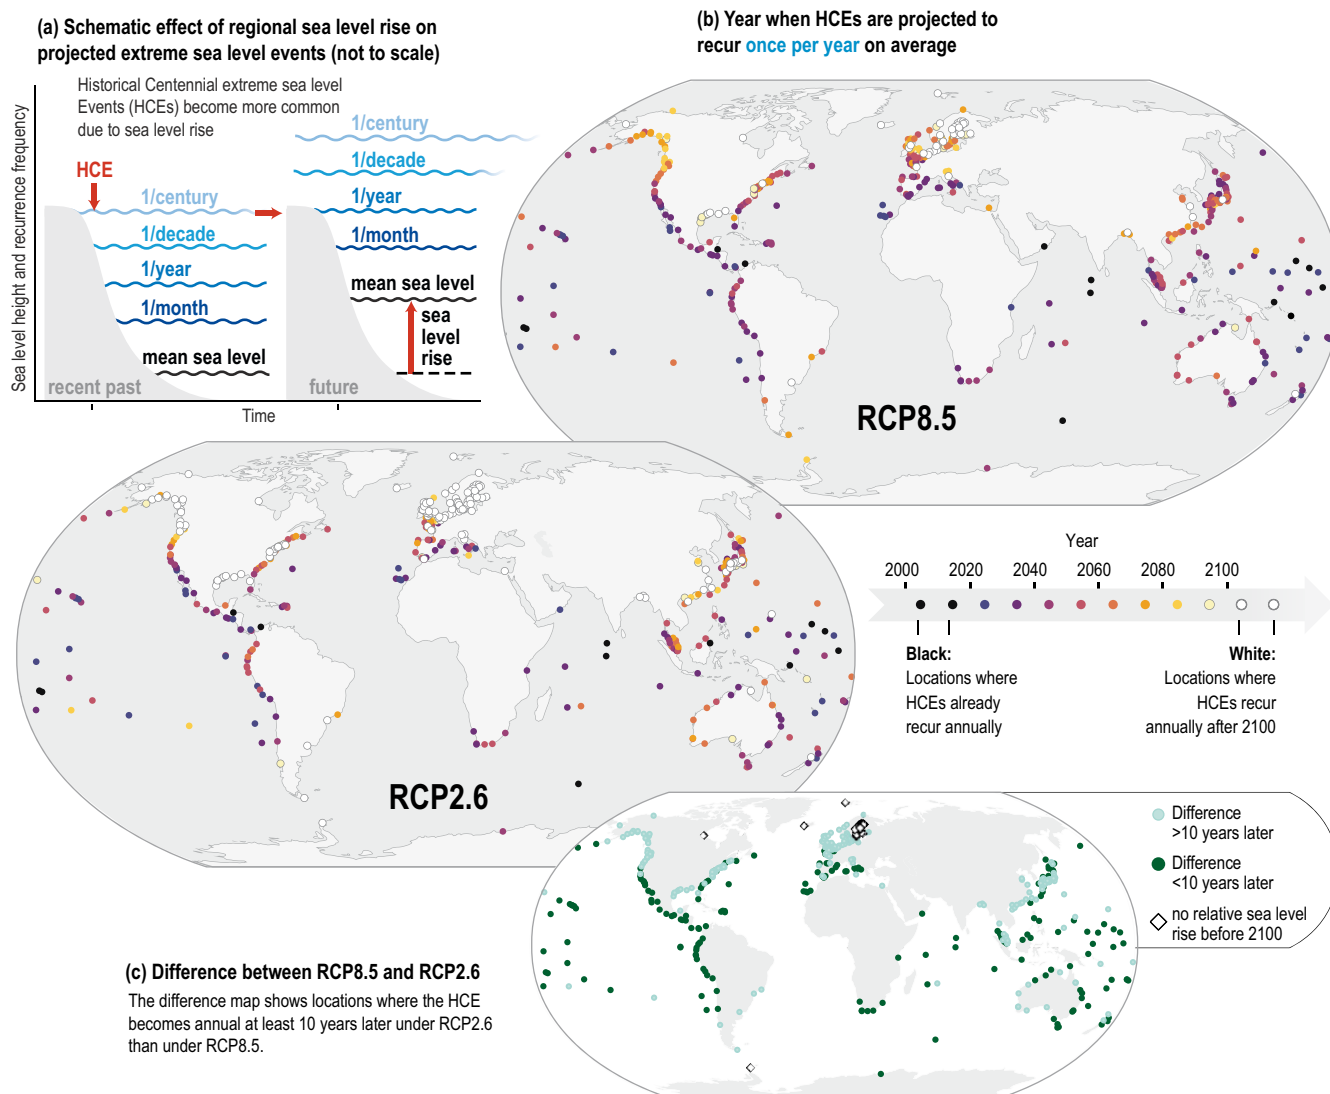 (a) Schematic effect of regional sea level rise on
projected extreme sea level events (not to scale)
Historical Centennial extreme sea level
Events (HCEs) become more common
due to sea level rise
Sea level height and recurrence frequency
HCE
1/century
1/decade
1/year
1/month
mean sea level
recent past
1/century
1/decade
1/year
1/month
mean sea level
sea
level
rise
future
Time
(b) Year when HCEs are projected to
recur once per year on average
RCP8.5
RCP2.6
Year
2000 2020 2040 2060 2080 2100
Black:
Locations where
HCEs already
recur annually
White:
Locations where
HCEs recur
annually after 2100
(c) Difference between RCP8.5 and RCP2.6
The difference map shows locations where the HCE
becomes annual at least 10 years later under RCP2.6
than under RCP8.5.
Difference
>10 years later
Difference
<10 years later
no relative sea level
rise before 2100